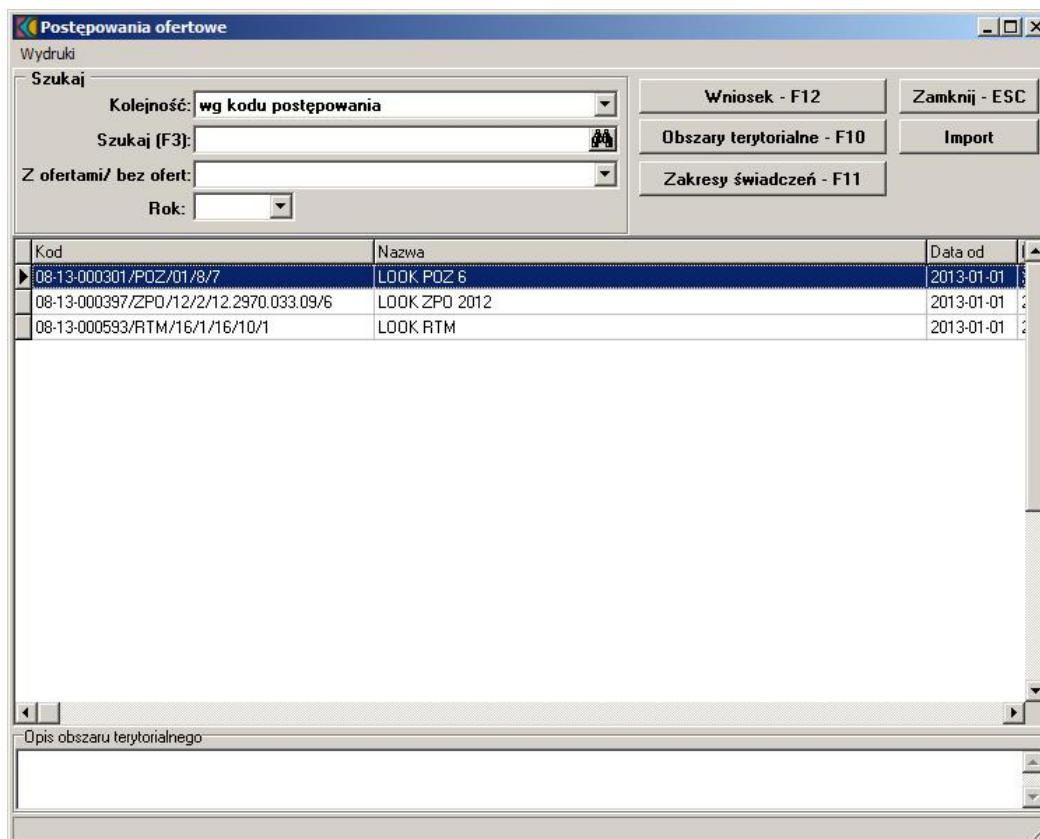 Postępowania ofertowe
Wydruki
Szukaj
Kolejność: wg kodu postępowania
Szukaj (F3):
Z ofertami/ bez ofert:
Rok:
Wniosek - F12
Zamknij - ESC
Obszary terytorialne - F10
Import
Zakresy świadczeń - F11
Kod Nazwa Data od
08-13-000301/POZ/01/8/7 LOOK POZ 6 2013-01-01
08-13-000397/ZPO/12/2/12.2970.033.09/6 LOOK ZPO 2012 2013-01-01
08-13-000593/RTM/16/1/16/10/1 LOOK RTM 2013-01-01
Opis obszaru terytorialnego